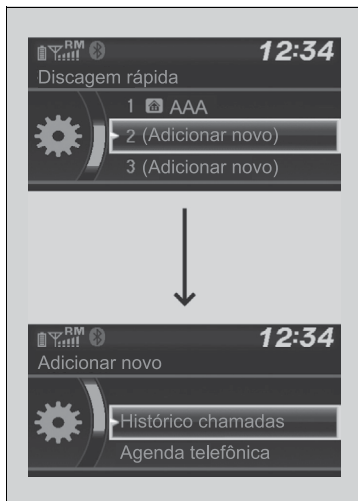 RM 12:34
Discagem rápida
1 AAA
2 (Adicionar novo)
3 (Adicionar novo)
RM 12:34
Adicionar novo
Histórico chamadas
Agenda telefônica